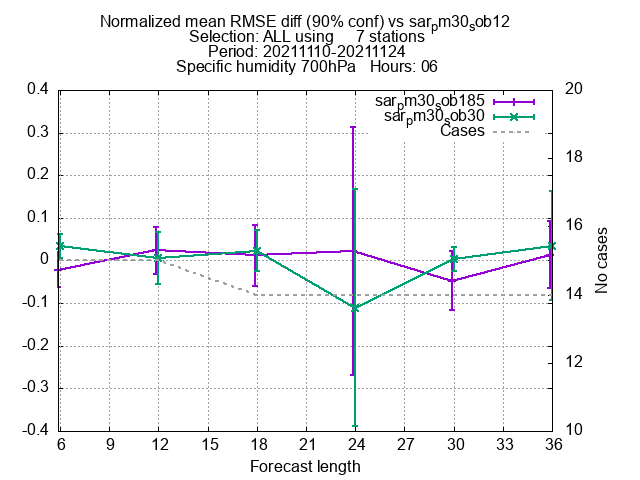 Normalized mean RMSE diff (90% conf) vs sarpm30sob12
Selection: ALL using     7 stations
Period: 20211110-20211124
Specific humidity 700hPa   Hours: 06
sarpm30sob185
sarpm30sob30
Cases
0.4
0.3
0.2
0.1
0
-0.1
-0.2
-0.3
-0.4
20
18
16
14
12
10
No cases
6 9 12 15 18 21 24 27 30 33 36
Forecast length